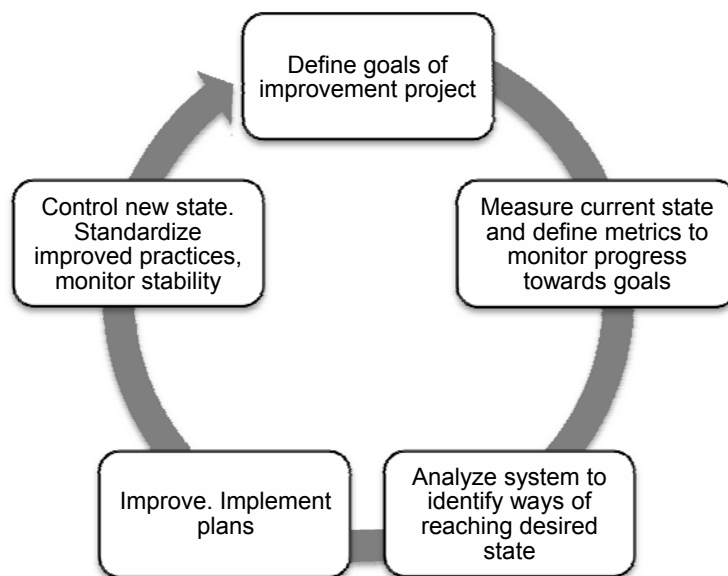 Define goals of
improvement project
Measure current state
and define metrics to
monitor progress
towards goals
Analyze system to
identify ways of
reaching desired
state
Improve. Implement
plans
Control new state.
Standardize
improved practices,
monitor stability